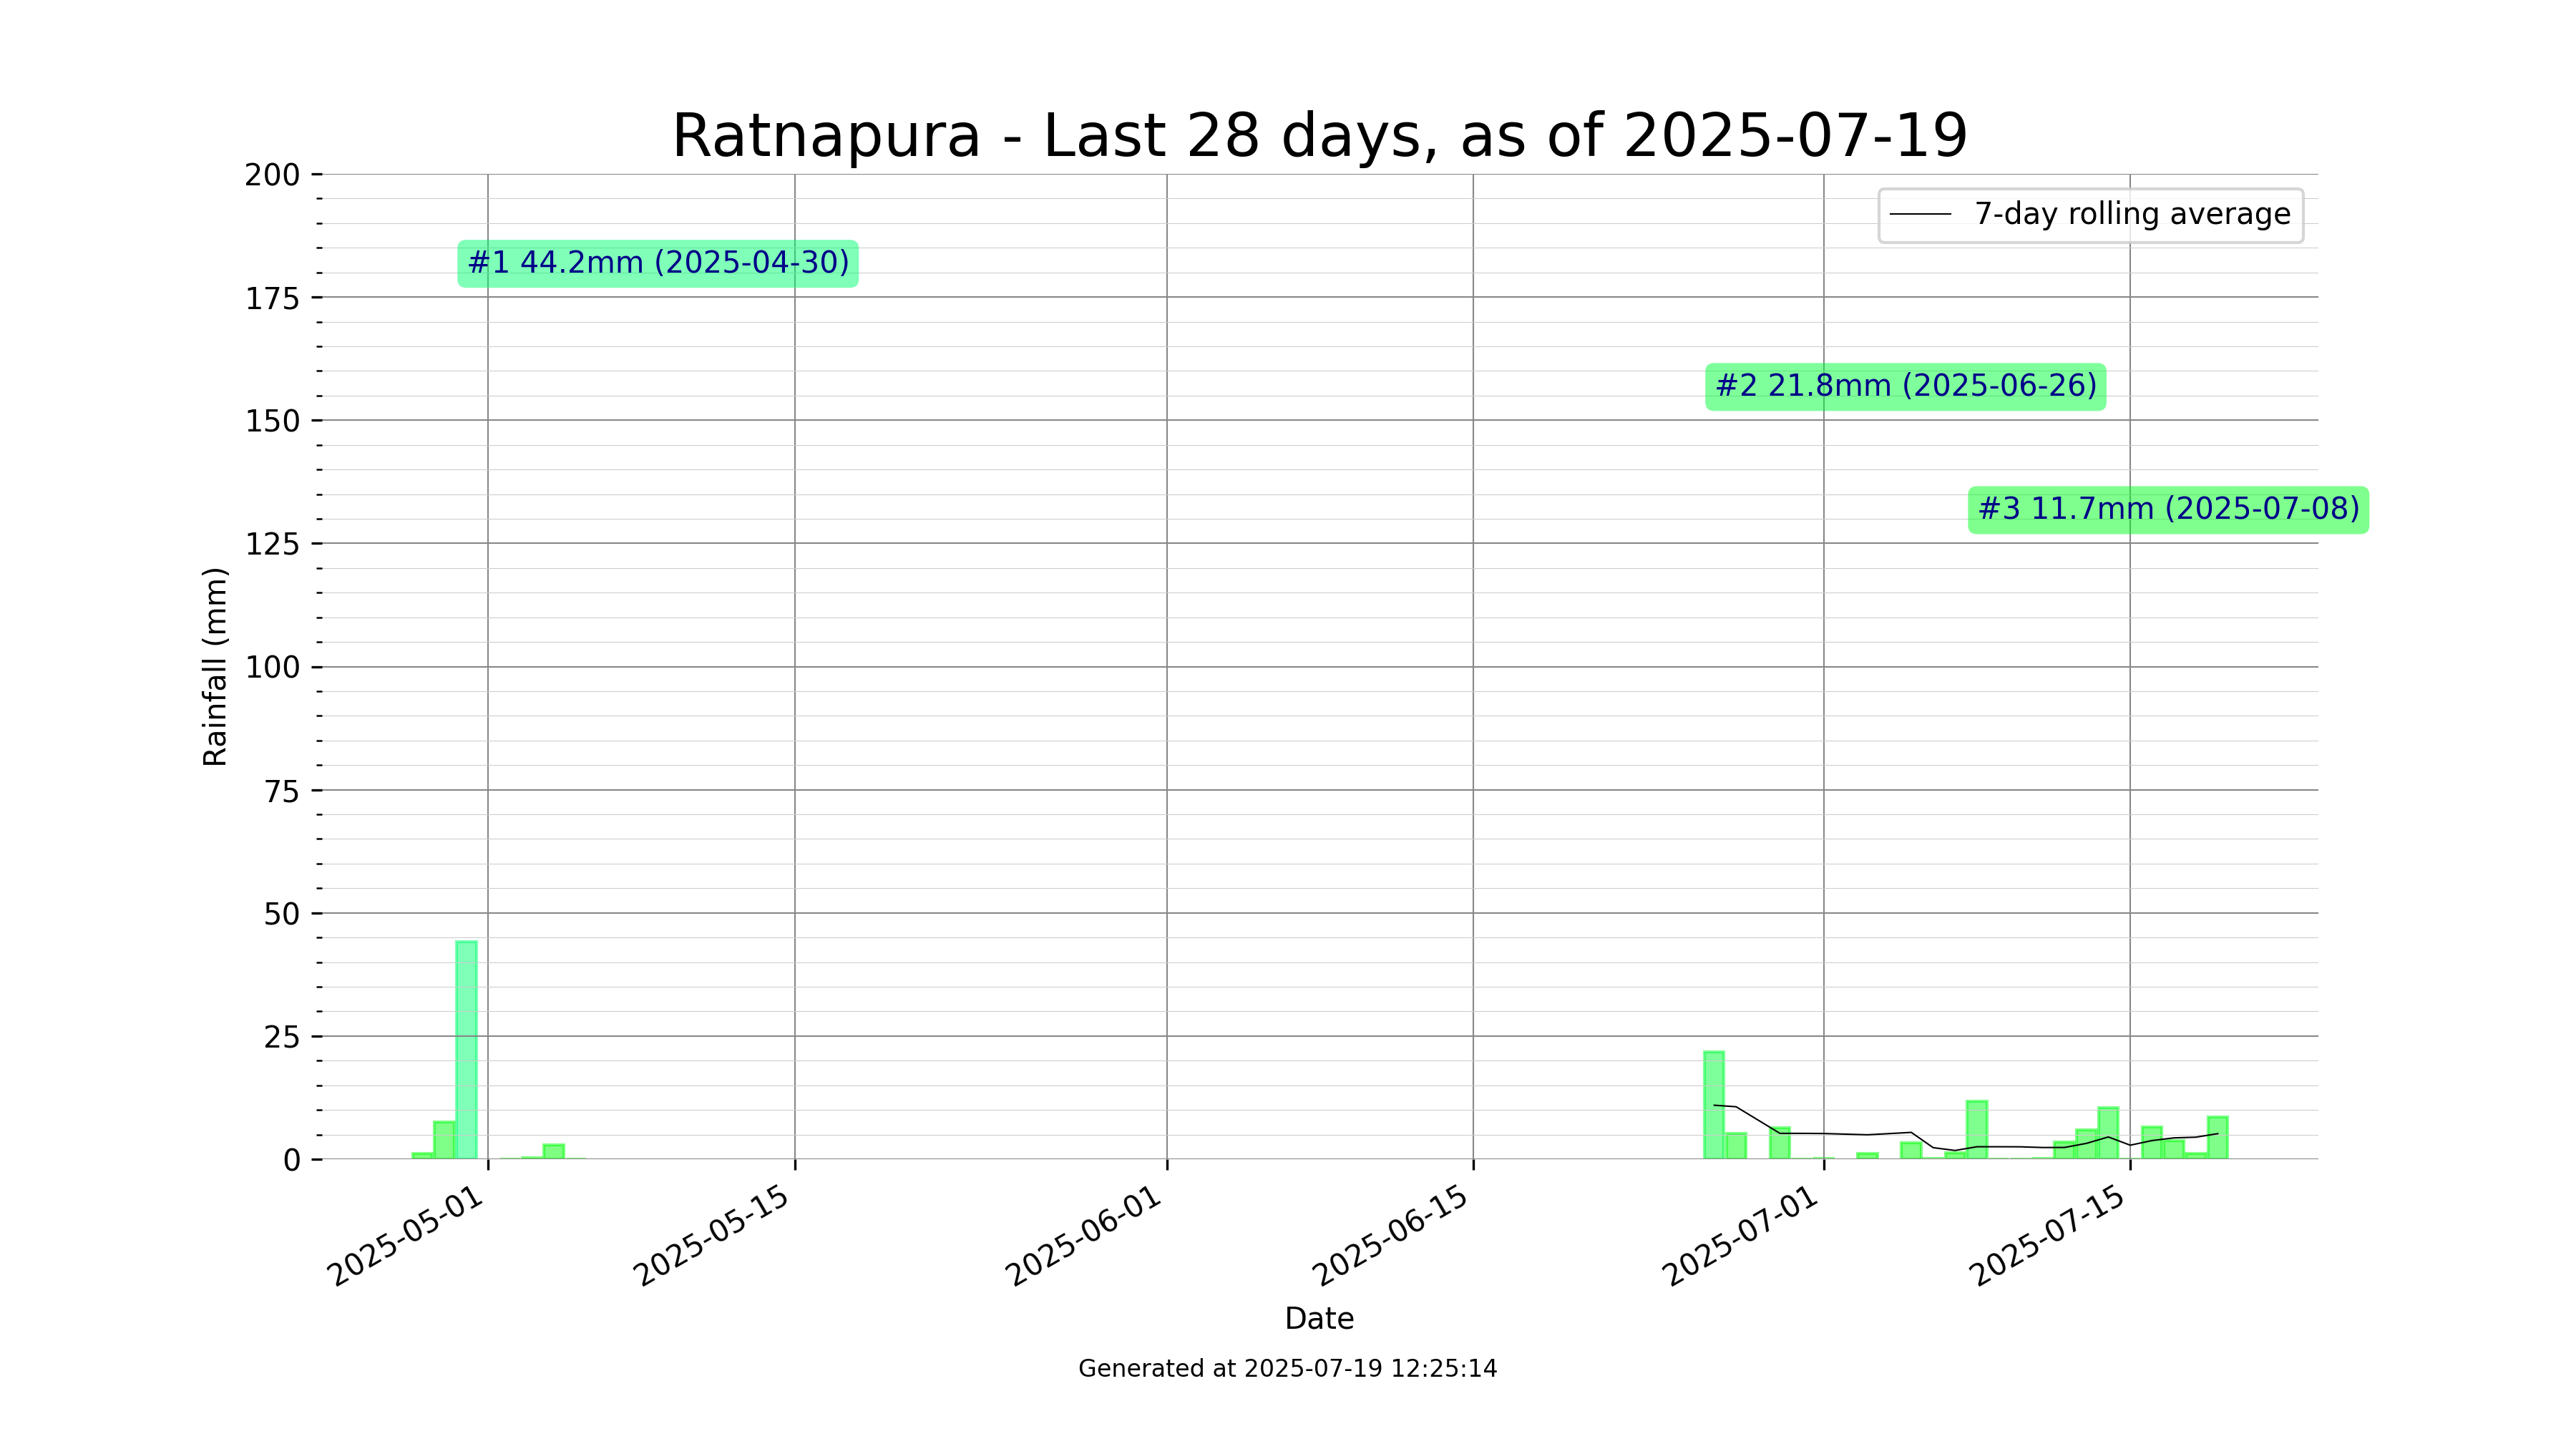 Ratnapura - Last 28 days, as of 2025-07-19
200
175
150
125
100
75
50
25
0
Rainfall (mm)
7-day rolling average
#1 44.2mm (2025-04-30)
#2 21.8mm (2025-06-26)
#3 11.7mm (2025-07-08)
2025-05-01
2025-05-15
2025-06-01
2025-06-15
2025-07-01
2025-07-15
Date
Generated at 2025-07-19 12:25:14